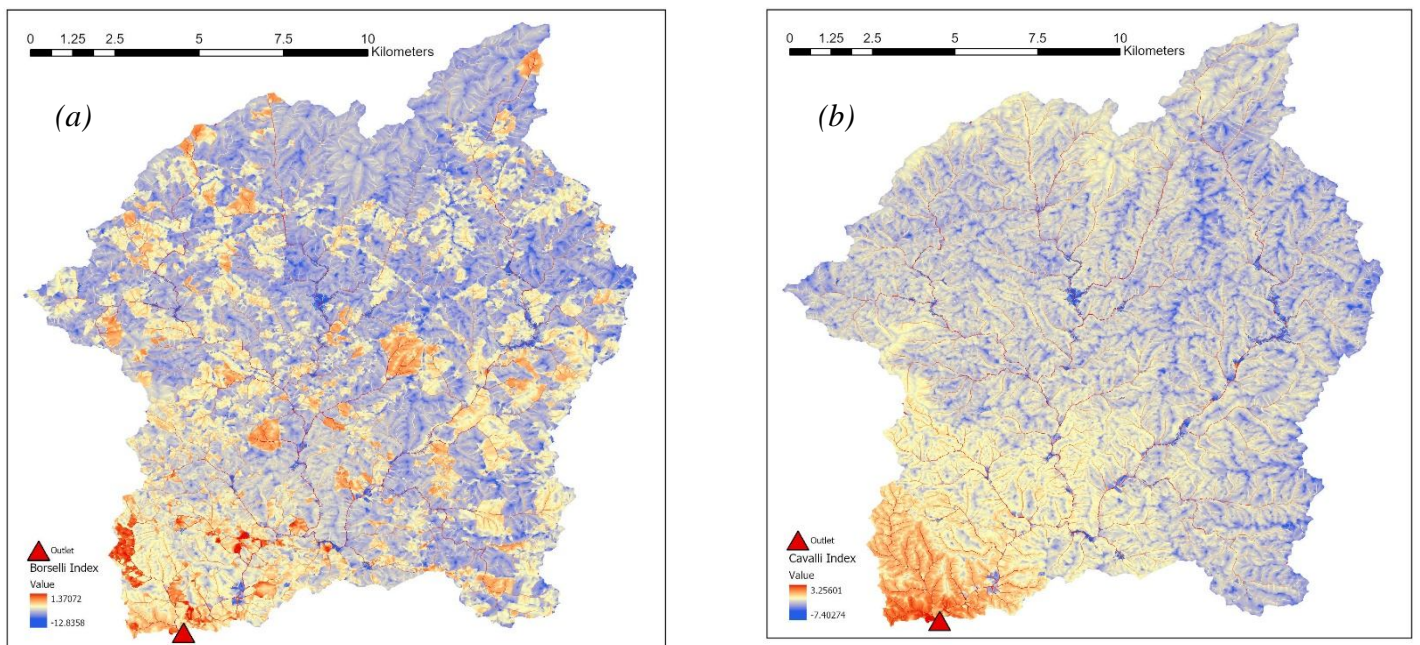 0 1.25 2.5 5 7.5 10
Kilometers
(a)
Outlet
Borselli Index
Value
1.37072
-12.8358
0 1.25 2.5 5 7.5 10
Kilometers
(b)
Outlet
Cavalli Index
Value
3.25601
-7.40274